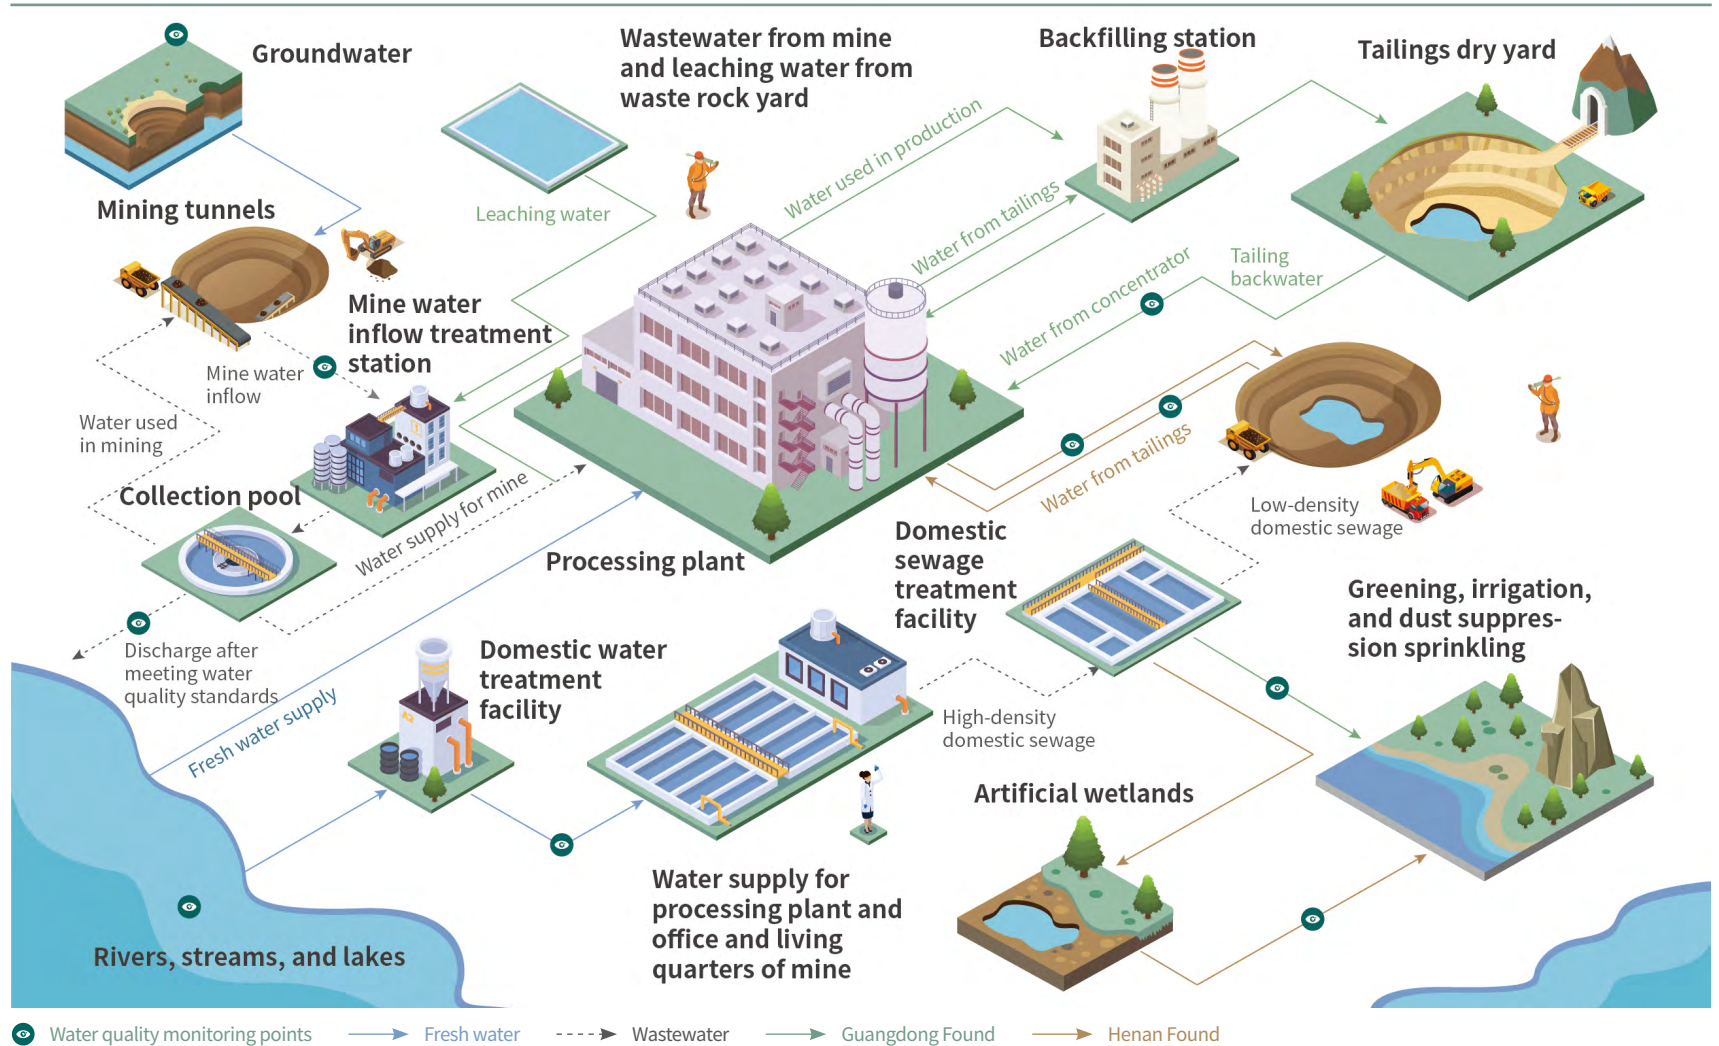 Groundwater
Wastewater from mine
and leaching water from
waste rock yard
Backfilling station
Tailings dry yard
Mining tunnels
Leaching water
Water used in production
Water from tailings
Water from concentrator
Tailing
backwater
Mine water
inflow treatment
station
Mine water
inflow
Water used
in mining
Collection pool
Water supply for mine
Processing plant
Water from tailings
Low-density
domestic sewage
Domestic
sewage
treatment
facility
Greening, irrigation,
and dust suppres-
sion sprinkling
Discharge after
meeting water
quality standards
Fresh water supply
Domestic water
treatment
facility
A2
High-density
domestic sewage
Artificial wetlands
Water supply for
processing plant and
office and living
quarters of mine
Rivers, streams, and lakes
Water quality monitoring points
Fresh water
Wastewater
Guangdong Found
Henan Found